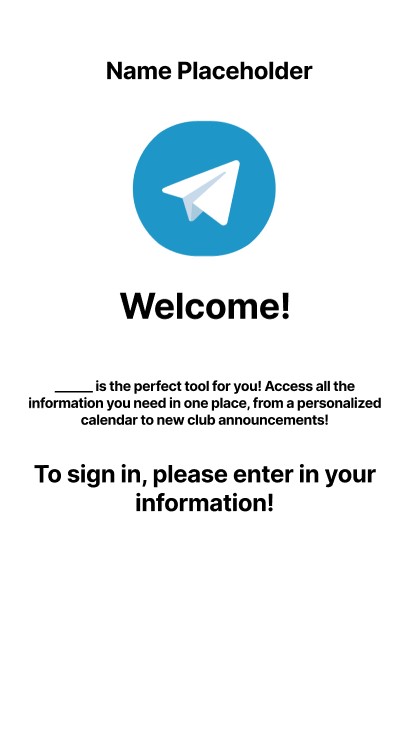 Name Placeholder
Welcome!
______ is the perfect tool for you! Access all the
information you need in one place, from a personalized
calendar to new club announcements!
To sign in, please enter in your
information!